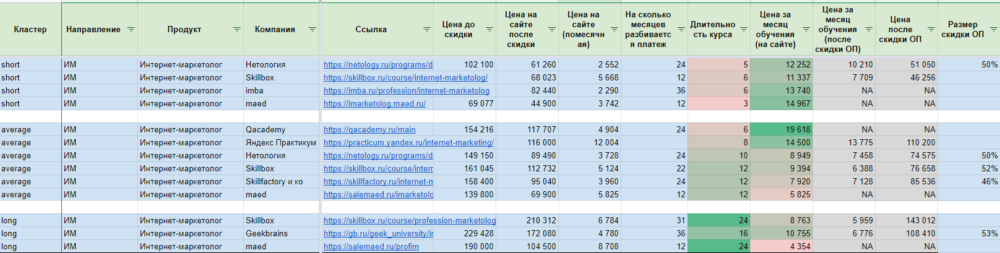 Кластер Направление Продукт Компания Ссылка Цена до скидки Цена на сайте после скидки Цена на сайте (помесячная) На сколько месяцев разбивается платеж Длительность курса Цена за месяц обучения (на сайте) Цена за месяц обучения (после скидки ОП) Цена после скидки ОП Размер скидки ОП
short ИМ Интернет-маркетолог Нетология https://netology.ru/programs/d 102 100 61 260 2 552 24 5 12 252 10 210 51 050 50%
short ИМ Интернет-маркетолог Skillbox https://skillbox.ru/course/internet-marketolog/ 68 023 5 668 12 6 11 337 7 709 46 256
short ИМ Интернет-маркетолог imba https://imba.ru/profession/internet-marketolog 82 440 2 290 36 6 13 740 NA NA
short ИМ Интернет-маркетолог maed https://imarketolog.maed.ru/ 69 077 44 900 3 742 12 3 14 967 NA NA
average ИМ Интернет-маркетолог Qacademy https://qacademy.ru/main 154 216 117 707 4 904 24 6 19 618 NA NA
average ИМ Интернет-маркетолог Яндекс Практикум https://practicum.yandex.ru/internet-marketing/ 116 000 12 004 8 14 500 13 775 110 200
average ИМ Интернет-маркетолог Нетология https://netology.ru/programs/d 149 150 89 490 3 728 24 10 8 949 7 458 74 575 50%
average ИМ Интернет-маркетолог Skillbox https://skillbox.ru/course/intern 161 045 112 732 5 124 22 12 9 394 6 388 76 658 52%
average ИМ Интернет-маркетолог Skillfactory и ко https://skillfactory.ru/internet-m 158 400 95 040 3 960 24 12 7 920 7 128 85 536 46%
average ИМ Интернет-маркетолог maed https://salemaed.ru/imarketolo 139 800 69 900 5 825 12 12 5 825 NA NA
long ИМ Интернет-маркетолог Skillbox https://skillbox.ru/course/profession-marketolog 210 312 6 784 31 24 8 763 5 959 143 012
long ИМ Интернет-маркетолог Geekbrains https://gb.ru/geek_university/in 229 428 172 080 4 780 36 16 10 755 6 776 108 410 53%
long ИМ Интернет-маркетолог maed https://salemaed.ru/profim 190 000 104 500 8 708 12 24 4 354 NA NA